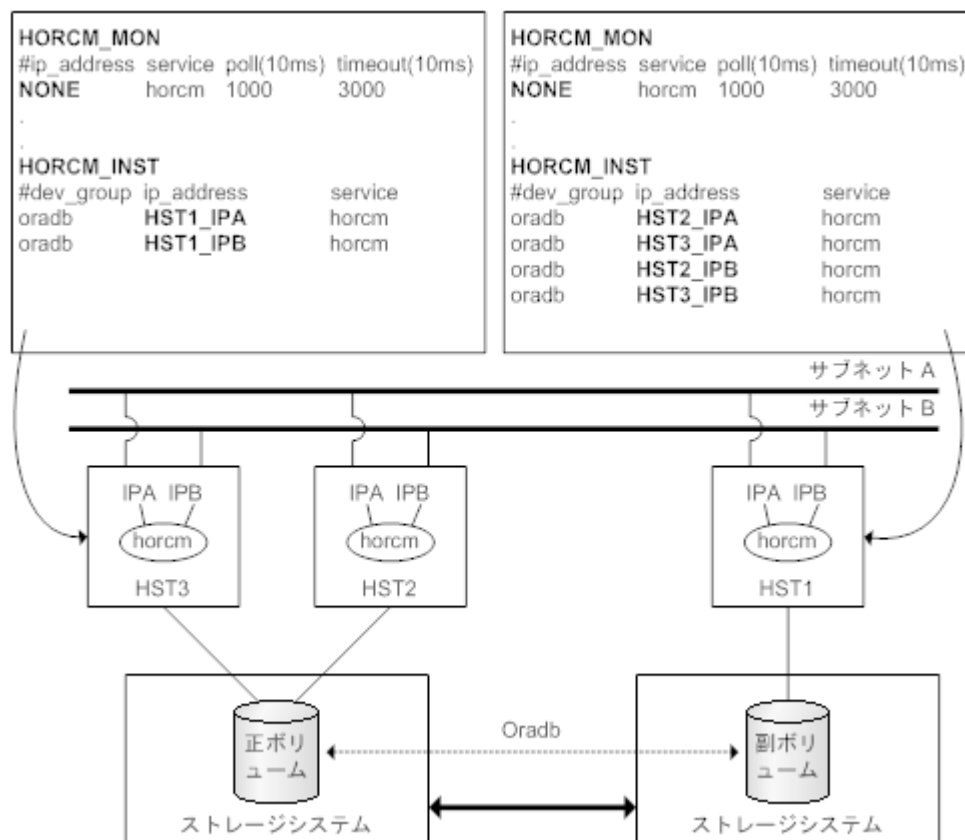 HORCM_MON
#ip_address service poll(10ms) timeout(10ms)
NONE horcm 1000 3000
.
.
HORCM_INST
#dev_group ip_address service
oradb HST1_IPA horcm
oradb HST1_IPB horcm
HORCM_MON
#ip_address service poll(10ms) timeout(10ms)
NONE horcm 1000 3000
.
.
HORCM_INST
#dev_group ip_address service
oradb HST2_IPA horcm
oradb HST3_IPA horcm
oradb HST2_IPB horcm
oradb HST3_IPB horcm
サブネット A
サブネット B
IPA IPB
horcm
HST3
IPA IPB
horcm
HST2
IPA IPB
horcm
HST1
正ボリ
ューム
ストレージシステム
Oradb
副ボリ
ューム
ストレージシステム